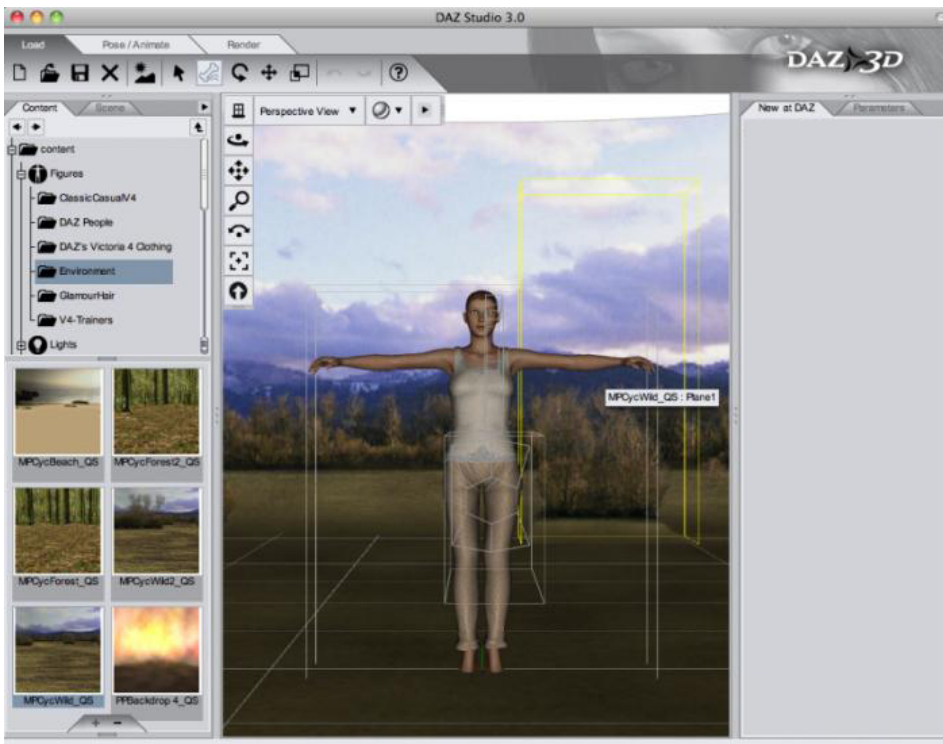 DAZ Studio 3.0
Load
Pose / Animate
Render
DAZ 3D
Content
Scene
Perspective View
New at DAZ
Parameters
content
Figures
ClassicCasualV4
DAZ People
DAZ's Victoria 4 Clothing
Environment
GlamourHair
V4-Trainers
Lights
MPCycWild_QS : Plane1
MPCycBeach_QS
MPCycForest2_QS
MPCycForest_QS
MPCycWild2_QS
MPCycWild_QS
PPBackdrop 4_QS